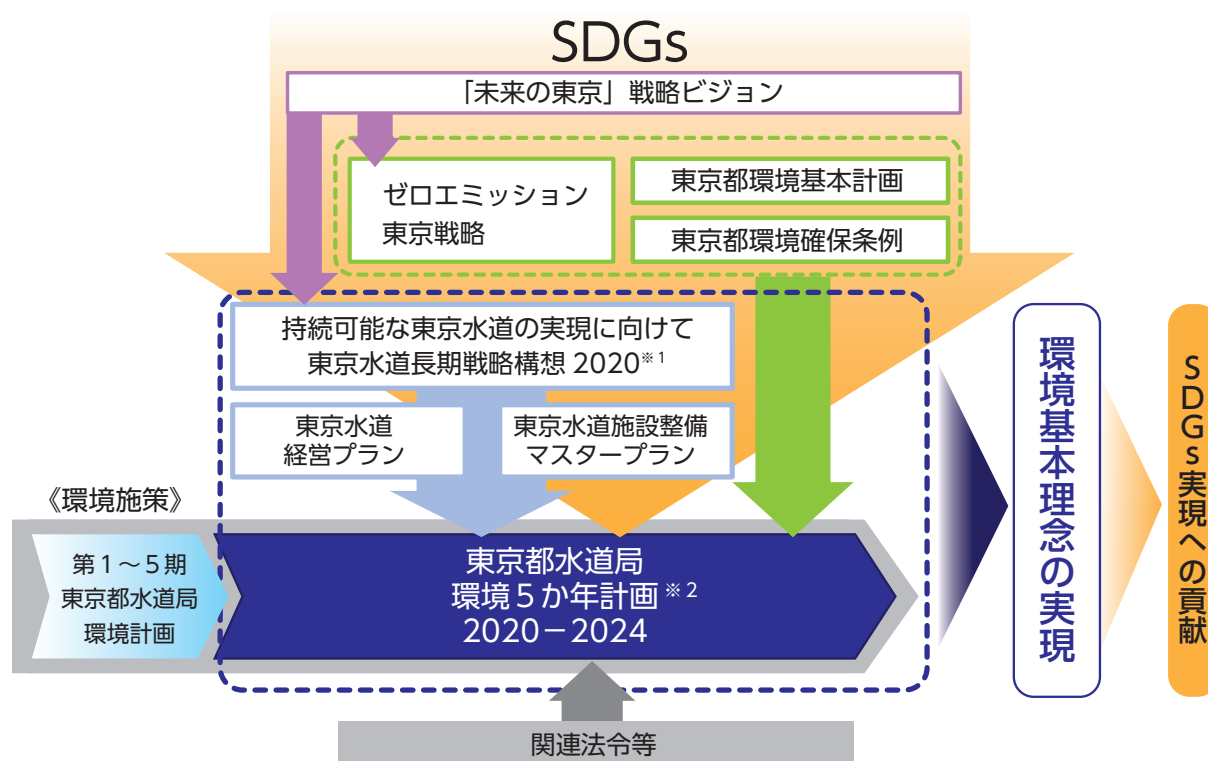 SDGs
「未来の東京」戦略ビジョン
ゼロエミッション
東京戦略
東京都環境基本計画
東京都環境確保条例
持続可能な東京水道の実現に向けて
東京水道長期戦略構想 2020※1
東京水道
経営プラン
東京水道施設整備
マスタープラン
《環境施策》
第1～5期
東京都水道局
環境計画
東京都水道局
環境5か年計画※2
2020－2024
関連法令等
環境基本理念の実現
SDGs実現への貢献